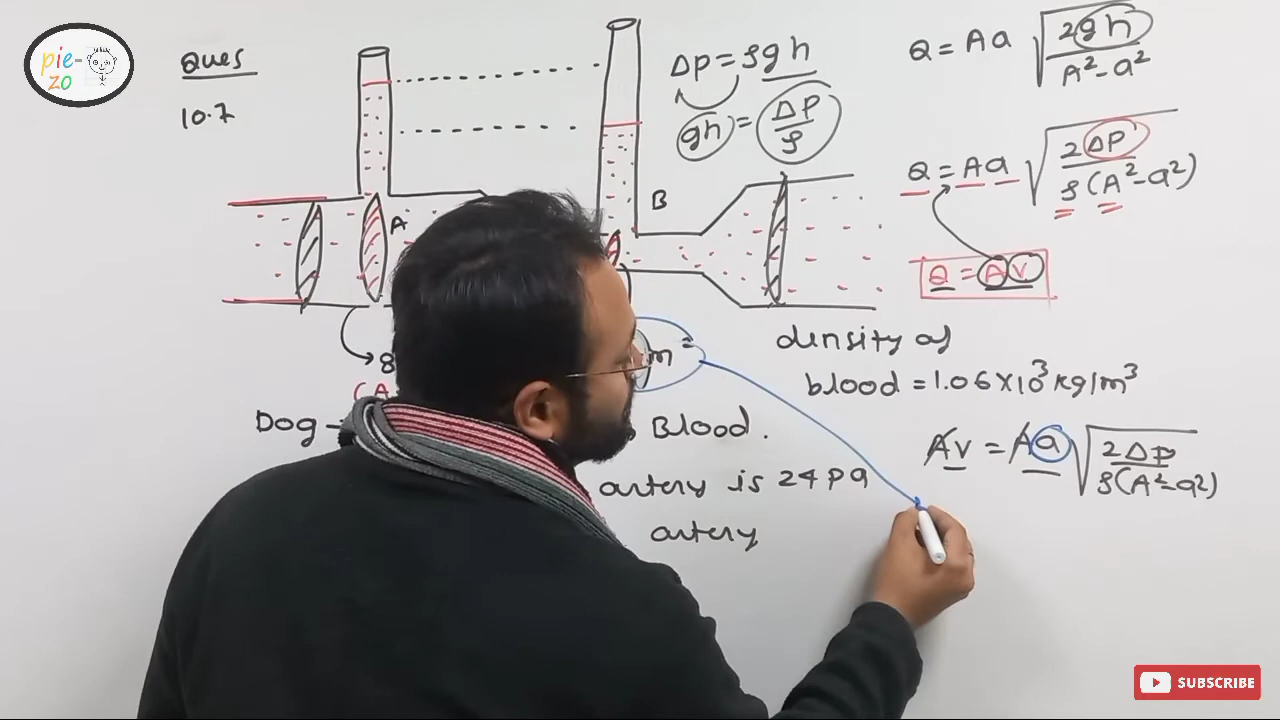 pie-
zo
Ques
10.7
Δp = ρgh
gh = ΔP/ρ
Q = Aa √(2gh/A²-a²)
Q = Aa √(2ΔP/ρ(A²-a²))
Q = AV
A
B
8
(A
m²
Dog
Blood.
artery is 24 Pa
artery
density of
blood = 1.06×10³ kg/m³
Av = Aa √(2Δp/ρ(A²-a²))
SUBSCRIBE